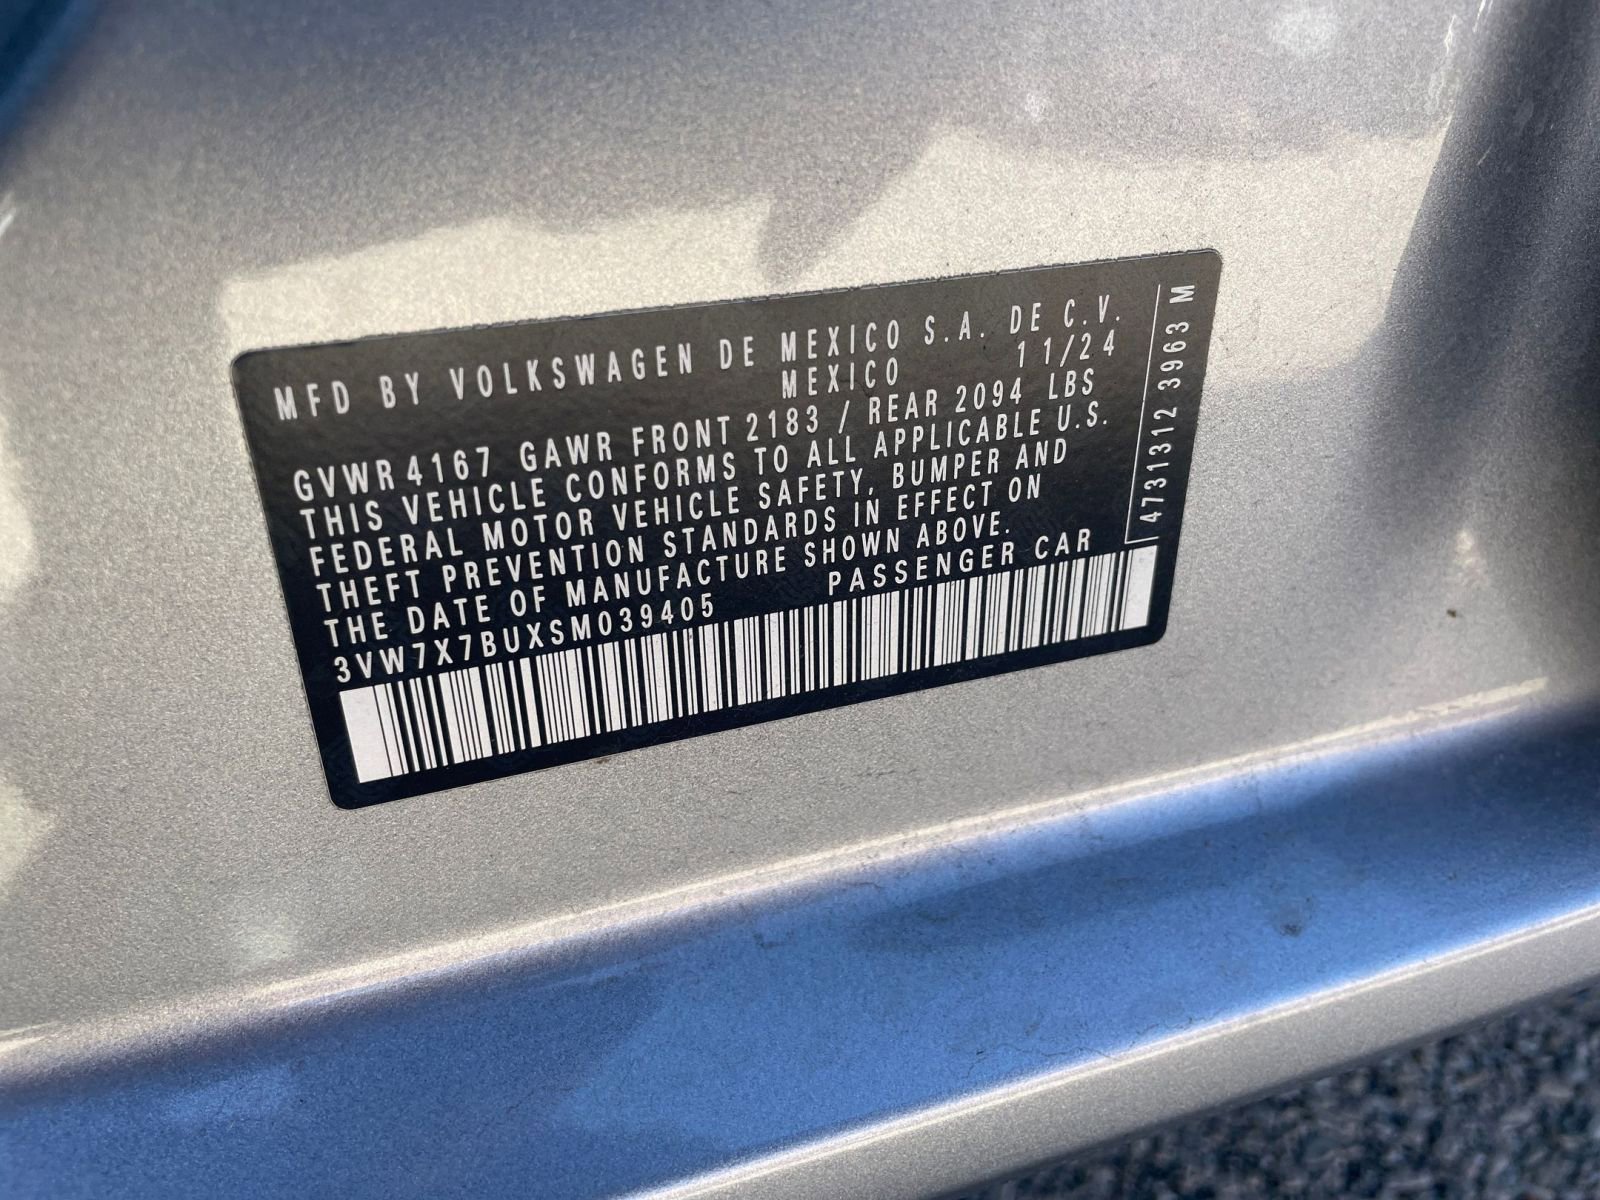 MFD BY VOLKSWAGEN DE MEXICO S.A. DE C.V.
MEXICO 11/24
GVWR 4167 GAWR FRONT 2183 / REAR 2094 LBS
THIS VEHICLE CONFORMS TO ALL APPLICABLE U.S.
FEDERAL MOTOR VEHICLE SAFETY, BUMPER AND
THEFT PREVENTION STANDARDS IN EFFECT ON
THE DATE OF MANUFACTURE SHOWN ABOVE.
3VW7X7BUXSM039405 PASSENGER CAR
4731312 3963 M